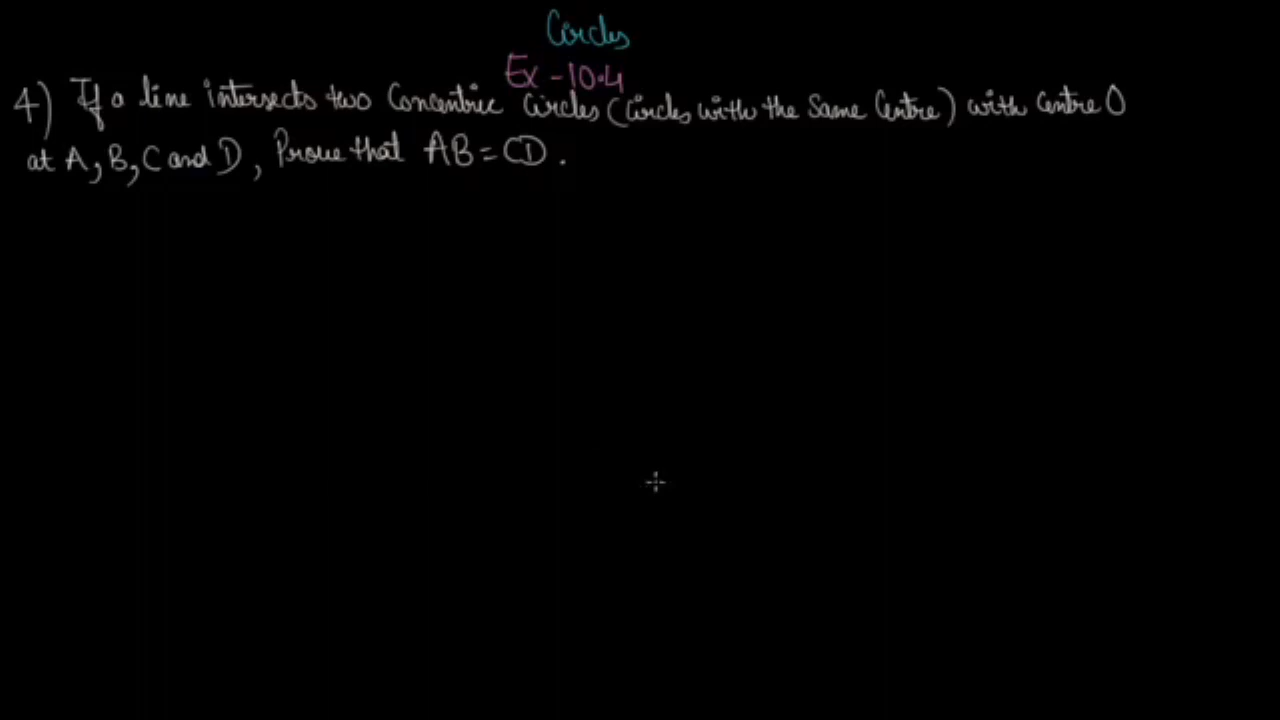 Circles
Ex - 10.4
4) If a line intersects two Concentric Circles (Circles with the Same Centre) with Centre O
at A, B, C and D, Prove that AB = CD.